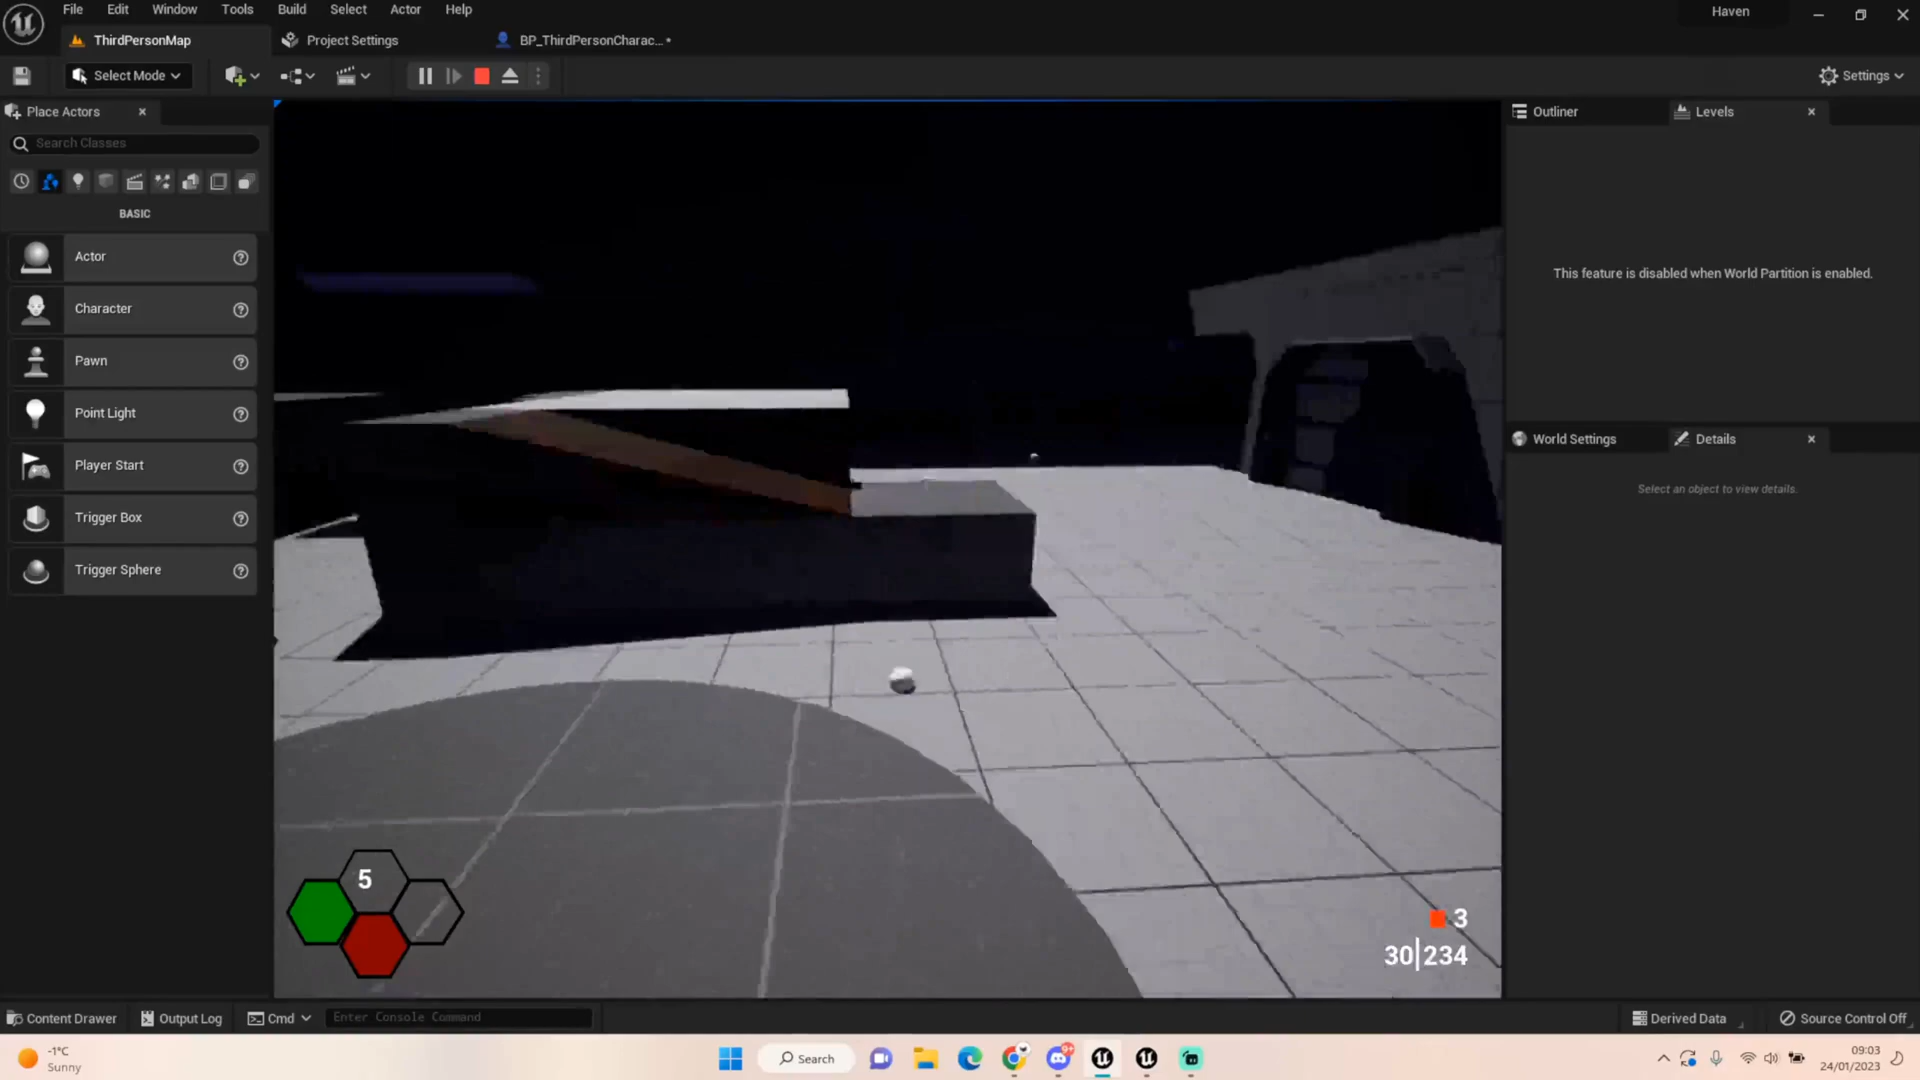 File Edit Window Tools Build Select Actor Help
Haven
ThirdPersonMap
Project Settings
BP_ThirdPersonCharac... •
Select Mode
Settings
Place Actors
Search Classes
BASIC
Actor
Character
Pawn
Point Light
Player Start
Trigger Box
Trigger Sphere
Outliner
Levels
This feature is disabled when World Partition is enabled.
World Settings
Details
Select an object to view details.
5
3
30|234
Content Drawer
Output Log
Cmd
Enter Console Command
Derived Data
Source Control Off
-1°C
Sunny
Search
9+
09:03
24/01/2023